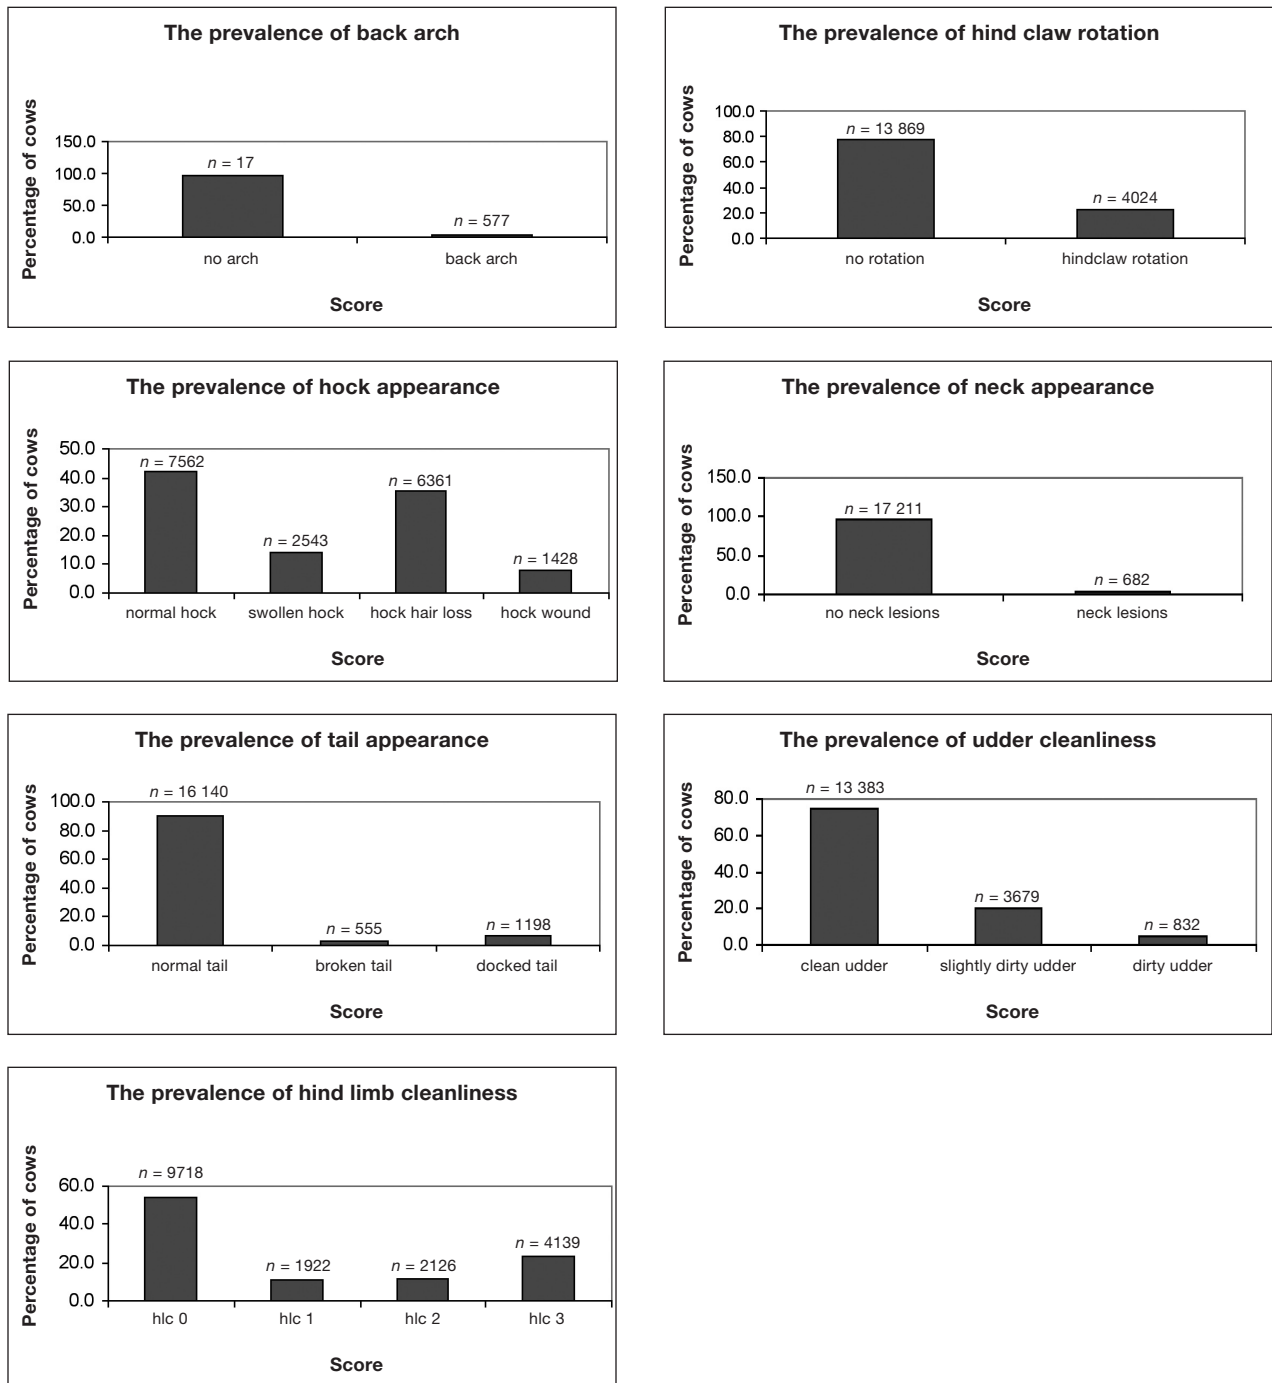 The prevalence of back arch
Percentage of cows
150.0
100.0
50.0
0.0
n = 17
n = 577
no arch
back arch
Score
The prevalence of hind claw rotation
Percentage of cows
100.0
80.0
60.0
40.0
20.0
0.0
n = 13 869
n = 4024
no rotation
hindclaw rotation
Score
The prevalence of hock appearance
Percentage of cows
50.0
40.0
30.0
20.0
10.0
0.0
n = 7562
n = 2543
n = 6361
n = 1428
normal hock
swollen hock
hock hair loss
hock wound
Score
The prevalence of neck appearance
Percentage of cows
150.0
100.0
50.0
0.0
n = 17 211
n = 682
no neck lesions
neck lesions
Score
The prevalence of tail appearance
Percentage of cows
100.0
80.0
60.0
40.0
20.0
0.0
n = 16 140
n = 555
n = 1198
normal tail
broken tail
docked tail
Score
The prevalence of udder cleanliness
Percentage of cows
80.0
60.0
40.0
20.0
0.0
n = 13 383
n = 3679
n = 832
clean udder
slightly dirty udder
dirty udder
Score
The prevalence of hind limb cleanliness
Percentage of cows
60.0
40.0
20.0
0.0
n = 9718
n = 1922
n = 2126
n = 4139
hlc 0
hlc 1
hlc 2
hlc 3
Score